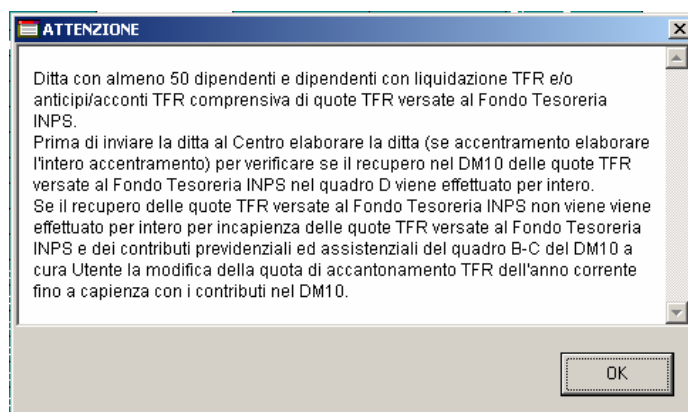 ATTENZIONE
Ditta con almeno 50 dipendenti e dipendenti con liquidazione TFR e/o
anticipi/acconti TFR comprensiva di quote TFR versate al Fondo Tesoreria
INPS.
Prima di inviare la ditta al Centro elaborare la ditta (se accentramento elaborare
l'intero accentramento) per verificare se il recupero nel DM10 delle quote TFR
versate al Fondo Tesoreria INPS nel quadro D viene effettuato per intero.
Se il recupero delle quote TFR versate al Fondo Tesoreria INPS non viene viene
effettuato per intero per incapienza delle quote TFR versate al Fondo Tesoreria
INPS e dei contributi previdenziali ed assistenziali del quadro B-C del DM10 a
cura Utente la modifica della quota di accantonamento TFR dell'anno corrente
fino a capienza con i contributi nel DM10.
OK